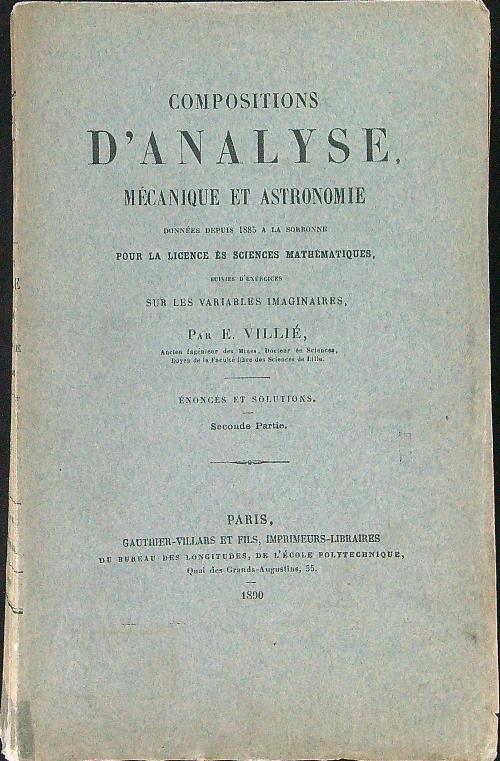 COMPOSITIONS
D'ANALYSE,
MÉCANIQUE ET ASTRONOMIE
DONNÉES DEPUIS 1885 A LA SORBONNE
POUR LA LICENCE ÈS SCIENCES MATHÉMATIQUES,
SUIVIES D'EXERCICES
SUR LES VARIABLES IMAGINAIRES,
PAR E. VILLIÉ,
Ancien Ingénieur des Mines, Docteur ès Sciences,
Doyen de la Faculté libre des Sciences de Lille.
ÉNONCÉS ET SOLUTIONS.
Seconde Partie.
PARIS,
GAUTHIER-VILLARS ET FILS, IMPRIMEURS-LIBRAIRES
DU BUREAU DES LONGITUDES, DE L'ÉCOLE POLYTECHNIQUE,
Quai des Grands-Augustins, 55.
1890